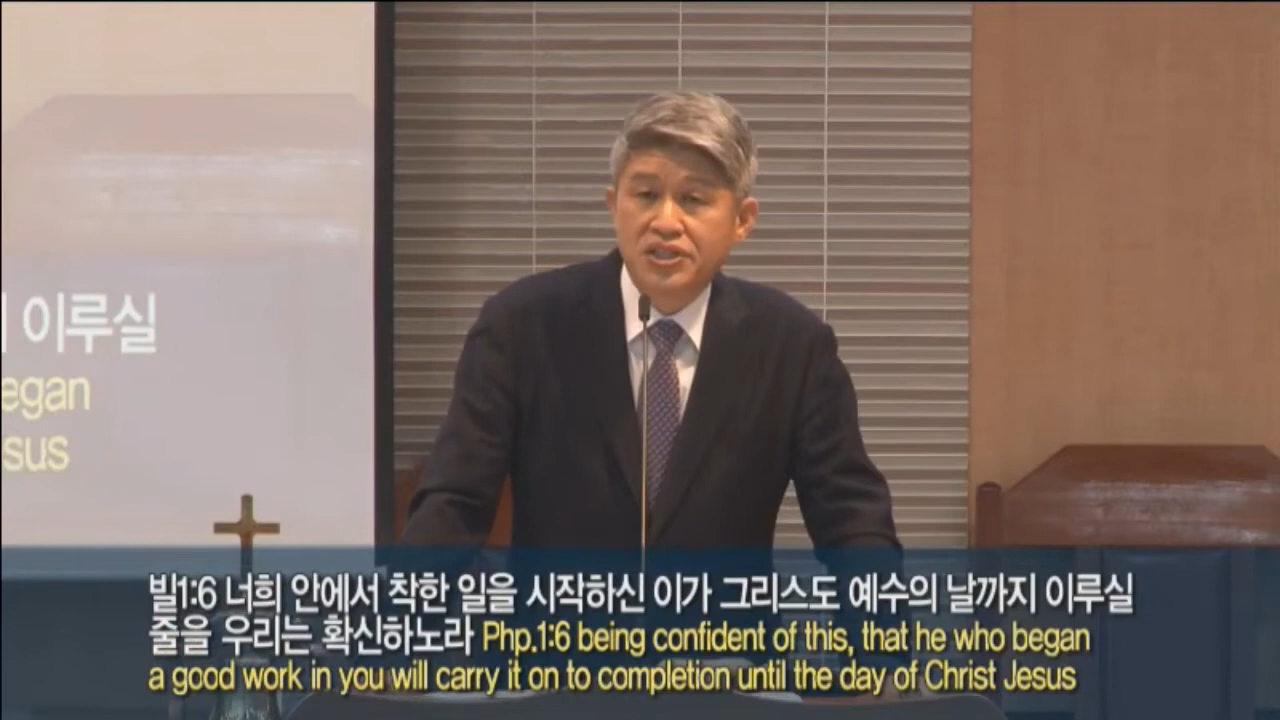 이루실
egan
sus
빌1:6 너희 안에서 착한 일을 시작하신 이가 그리스도 예수의 날까지 이루실
줄을 우리는 확신하노라 Php.1:6 being confident of this, that he who began
a good work in you will carry it on to completion until the day of Christ Jesus